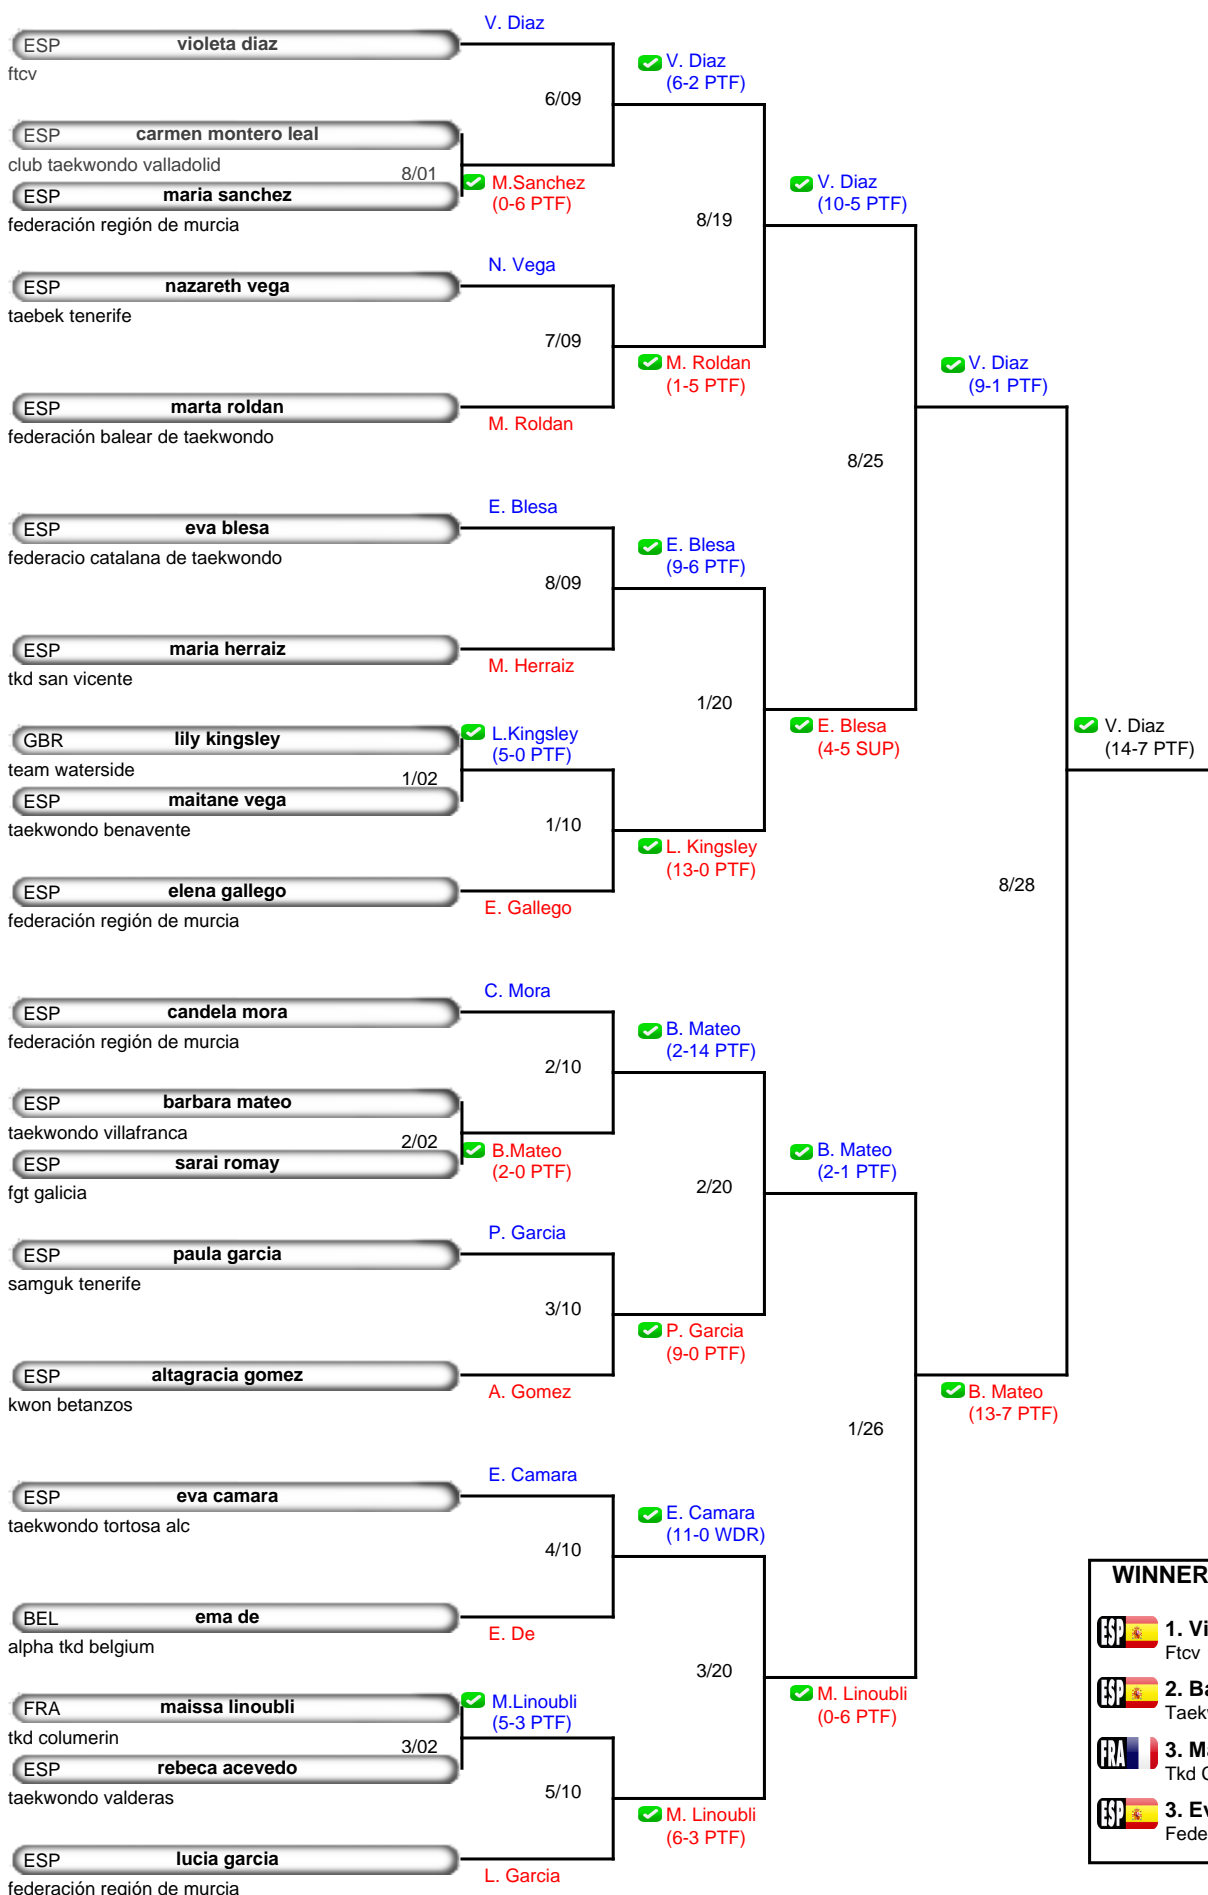 V. Diaz
ESP violeta diaz
ftcv
V. Diaz
(6-2 PTF)
6/09
ESP carmen montero leal
club taekwondo valladolid
8/01
ESP maria sanchez
federación región de murcia
M.Sanchez
(0-6 PTF)
V. Diaz
(10-5 PTF)
8/19
N. Vega
ESP nazareth vega
taebek tenerife
7/09
M. Roldan
(1-5 PTF)
V. Diaz
(9-1 PTF)
ESP marta roldan
federación balear de taekwondo
M. Roldan
8/25
E. Blesa
ESP eva blesa
federacio catalana de taekwondo
E. Blesa
(9-6 PTF)
8/09
ESP maria herraiz
tkd san vicente
M. Herraiz
1/20
GBR lily kingsley
team waterside
L.Kingsley
(5-0 PTF)
1/02
ESP maitane vega
taekwondo benavente
E. Blesa
(4-5 SUP)
V. Diaz
(14-7 PTF)
1/10
L. Kingsley
(13-0 PTF)
ESP elena gallego
federación región de murcia
E. Gallego
8/28
C. Mora
ESP candela mora
federación región de murcia
B. Mateo
(2-14 PTF)
2/10
ESP barbara mateo
taekwondo villafranca
2/02
ESP sarai romay
fgt galicia
B.Mateo
(2-0 PTF)
B. Mateo
(2-1 PTF)
2/20
P. Garcia
ESP paula garcia
samguk tenerife
3/10
P. Garcia
(9-0 PTF)
ESP altagracia gomez
kwon betanzos
A. Gomez
B. Mateo
(13-7 PTF)
1/26
E. Camara
ESP eva camara
taekwondo tortosa alc
E. Camara
(11-0 WDR)
4/10
ESP
BEL ema de
alpha tkd belgium
E. De
3/20
FRA maissa linoubli
tkd columerin
M.Linoubli
(5-3 PTF)
3/02
ESP rebeca acevedo
taekwondo valderas
M. Linoubli
(0-6 PTF)
5/10
M. Linoubli
(6-3 PTF)
ESP lucia garcia
federación región de murcia
L. Garcia
WINNER
ESP 1. Vi
Ftcv
ESP 2. Ba
Taekw
FRA 3. Ma
Tkd C
ESP 3. Ev
Fede